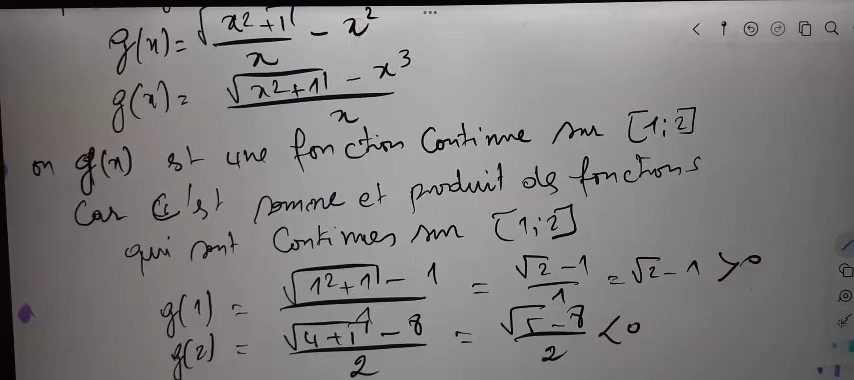 g(x) = √(x²+1)/x - x²
g(x) = (√(x²+1) - x³)/x
on g(x) est une fonction continue sur [1;2]
Car c'est somme et produit de fonctions
qui sont Continues sur [1;2]
g(1) = (√(1²+1) - 1)/1 = (√2 - 1)/1 = √2 - 1 > 0
g(2) = (√(4+1) - 8)/2 = (√5 - 8)/2 < 0